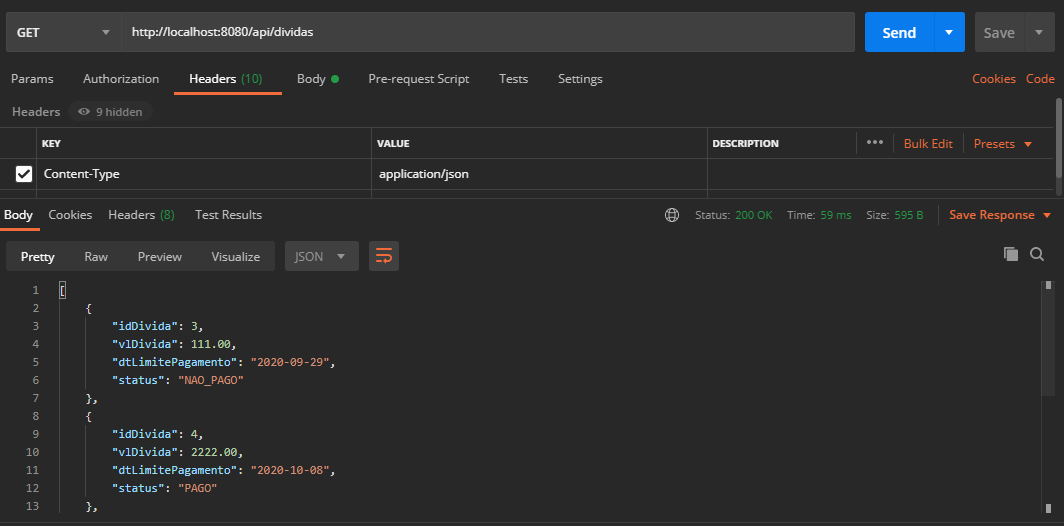 GET http://localhost:8080/api/dividas Send Save
Params Authorization Headers (10) Body Pre-request Script Tests Settings Cookies Code
Headers 9 hidden
KEY VALUE DESCRIPTION ••• Bulk Edit Presets
Content-Type application/json
Body Cookies Headers (8) Test Results Status: 200 OK Time: 59 ms Size: 595 B Save Response
Pretty Raw Preview Visualize JSON
1 [
2 {
3 "idDivida": 3,
4 "vlDivida": 111.00,
5 "dtLimitePagamento": "2020-09-29",
6 "status": "NAO_PAGO"
7 },
8 {
9 "idDivida": 4,
10 "vlDivida": 2222.00,
11 "dtLimitePagamento": "2020-10-08",
12 "status": "PAGO"
13 },